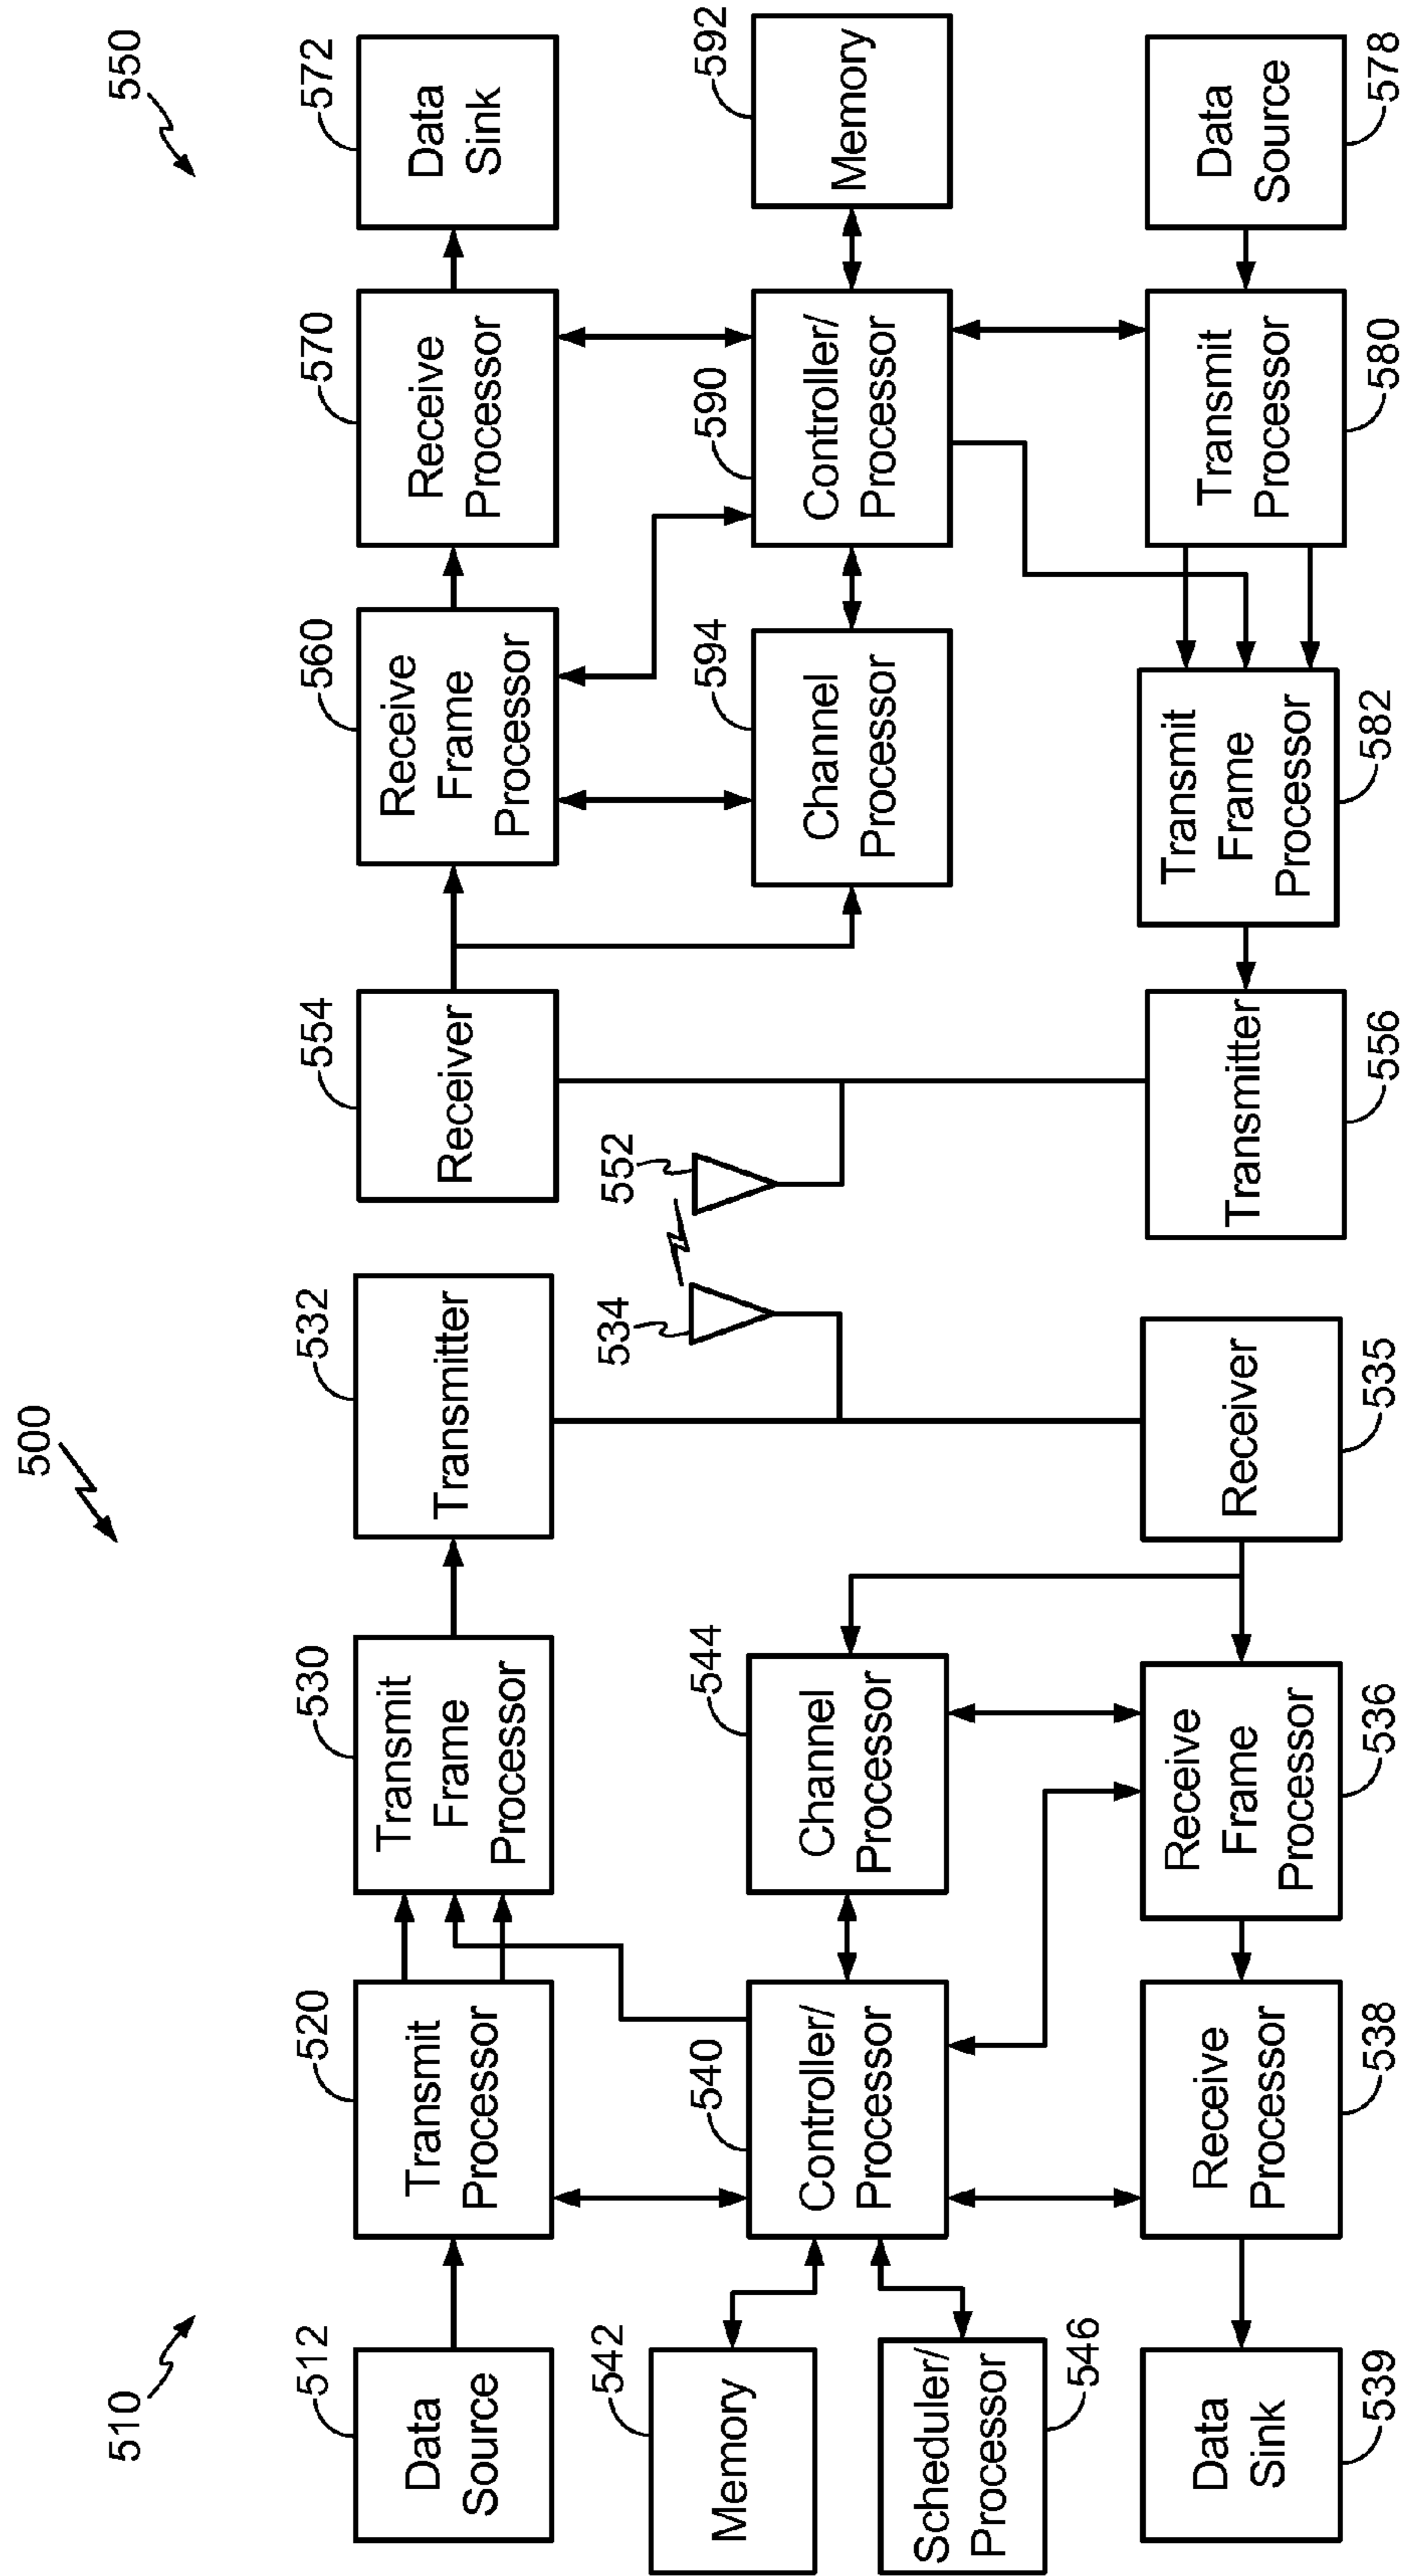 500
510
550
512
Data
Source
520
Transmit
Processor
530
Transmit
Frame
Processor
532
Transmitter
554
Receiver
560
Receive
Frame
Processor
570
Receive
Processor
572
Data
Sink
534
552
542
Memory
540
Controller/
Processor
544
Channel
Processor
594
Channel
Processor
590
Controller/
Processor
592
Memory
Scheduler/
Processor
546
Data
Sink
539
Receive
Processor
538
Receive
Frame
Processor
536
Receiver
535
Transmitter
556
Transmit
Frame
Processor
582
Transmit
Processor
580
Data
Source
578